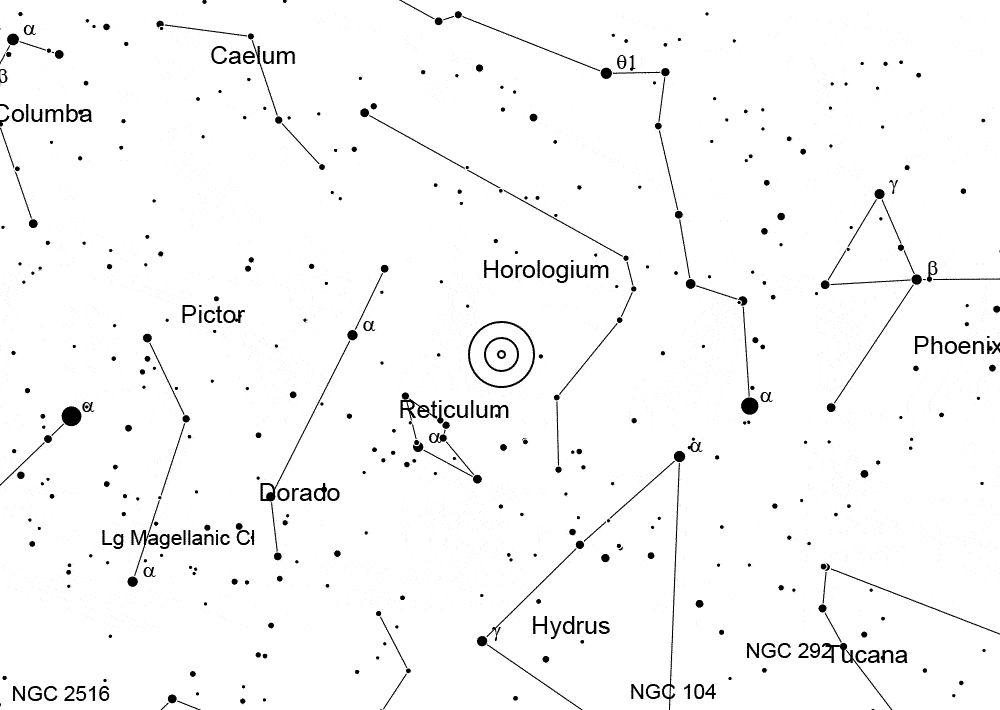 α
Caelum
θ1
β
Columba
γ
β
Horologium
Pictor
α
Phoenix
α
α
Reticulum
α
α
Dorado
Lg Magellanic Cl
α
Hydrus
γ
NGC 292
Tucana
NGC 2516
NGC 104